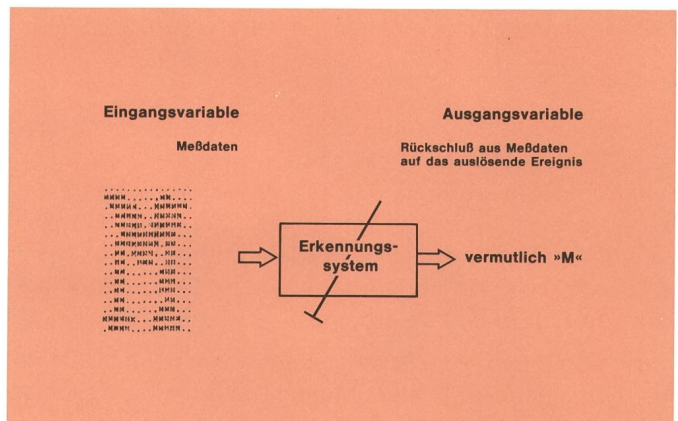 Eingangsvariable
Meßdaten
Ausgangsvariable
Rückschluß aus Meßdaten
auf das auslösende Ereignis
Erkennungs-
system
vermutlich »M«